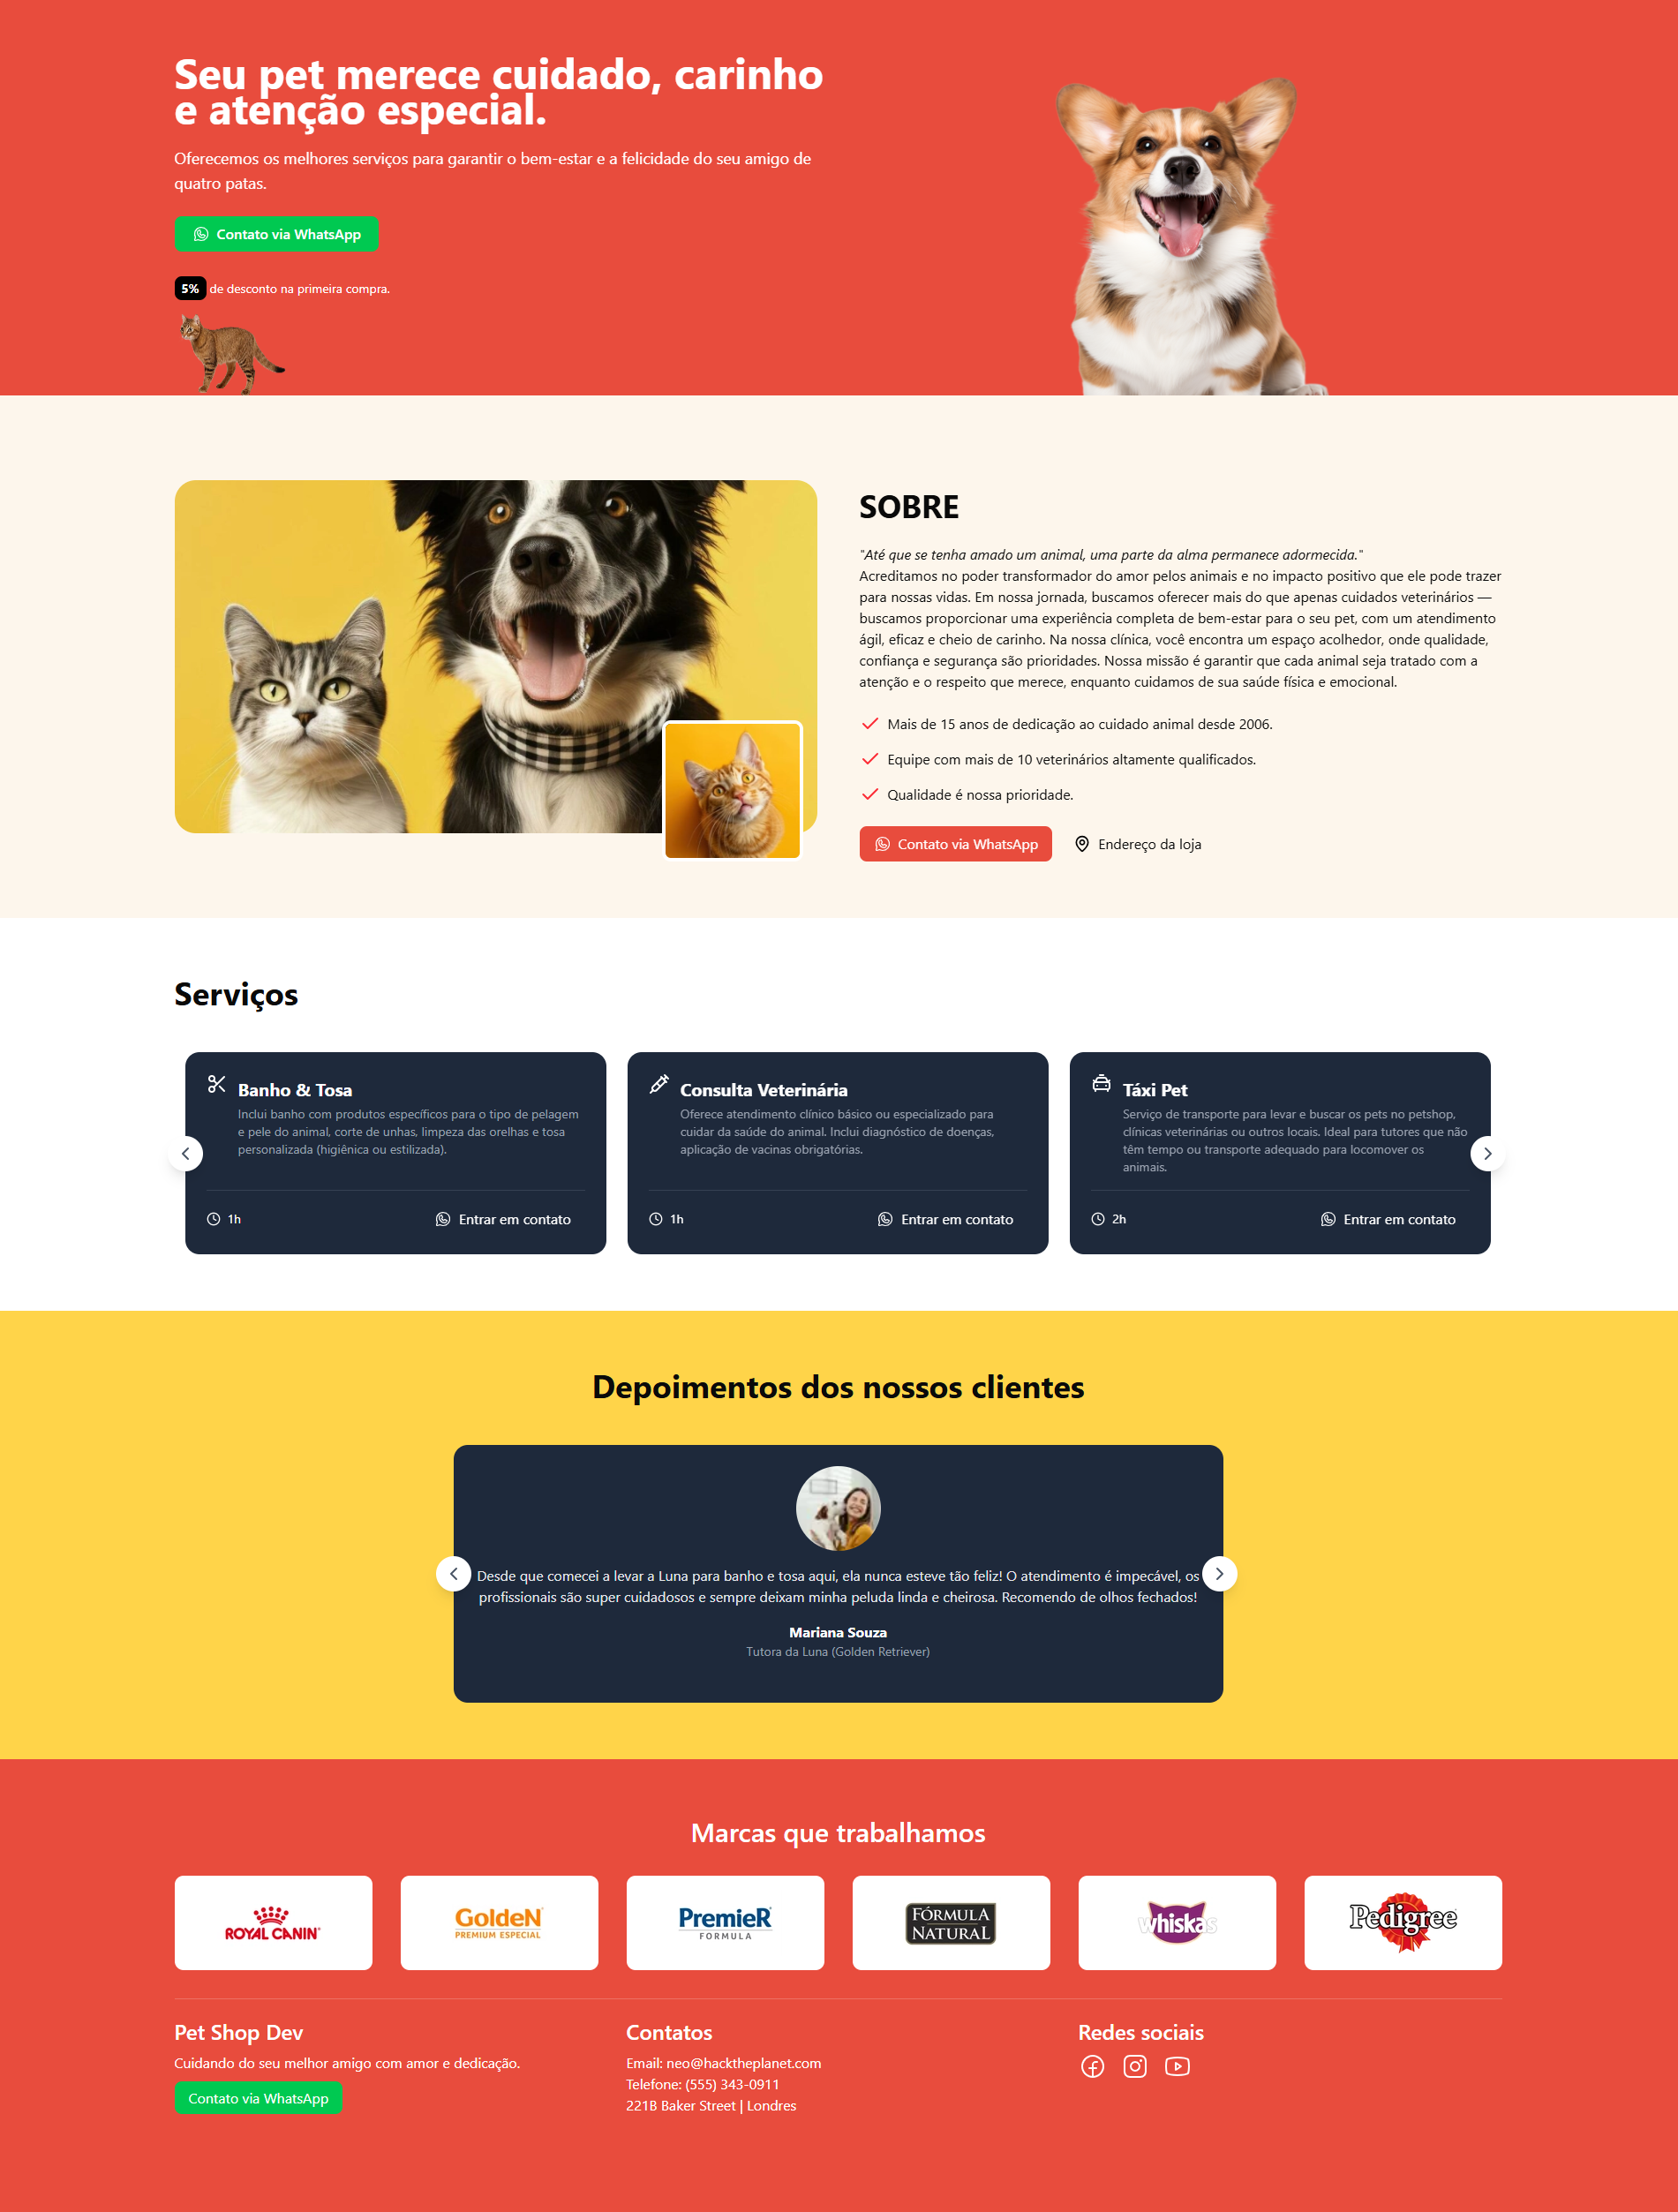 Seu pet merece cuidado, carinho
e atenção especial.
Oferecemos os melhores serviços para garantir o bem-estar e a felicidade do seu amigo de
quatro patas.
Contato via WhatsApp
5% de desconto na primeira compra.
SOBRE
"Até que se tenha amado um animal, uma parte da alma permanece adormecida."
Acreditamos no poder transformador do amor pelos animais e no impacto positivo que ele pode trazer
para nossas vidas. Em nossa jornada, buscamos oferecer mais do que apenas cuidados veterinários —
buscamos proporcionar uma experiência completa de bem-estar para o seu pet, com um atendimento
ágil, eficaz e cheio de carinho. Na nossa clínica, você encontra um espaço acolhedor, onde qualidade,
confiança e segurança são prioridades. Nossa missão é garantir que cada animal seja tratado com a
atenção e o respeito que merece, enquanto cuidamos de sua saúde física e emocional.
Mais de 15 anos de dedicação ao cuidado animal desde 2006.
Equipe com mais de 10 veterinários altamente qualificados.
Qualidade é nossa prioridade.
Contato via WhatsApp
Endereço da loja
Serviços
Banho & Tosa
Inclui banho com produtos específicos para o tipo de pelagem
e pele do animal, corte de unhas, limpeza das orelhas e tosa
personalizada (higiênica ou estilizada).
1h
Entrar em contato
Consulta Veterinária
Oferece atendimento clínico básico ou especializado para
cuidar da saúde do animal. Inclui diagnóstico de doenças,
aplicação de vacinas obrigatórias.
1h
Entrar em contato
Táxi Pet
Serviço de transporte para levar e buscar os pets no petshop,
clínicas veterinárias ou outros locais. Ideal para tutores que não
têm tempo ou transporte adequado para locomover os
animais.
2h
Entrar em contato
Depoimentos dos nossos clientes
Desde que comecei a levar a Luna para banho e tosa aqui, ela nunca esteve tão feliz! O atendimento é impecável, os
profissionais são super cuidadosos e sempre deixam minha peluda linda e cheirosa. Recomendo de olhos fechados!
Mariana Souza
Tutora da Luna (Golden Retriever)
Marcas que trabalhamos
ROYAL CANIN
GoldeN
PREMIUM ESPECIAL
PremieR
FORMULA
FÓRMULA
NATURAL
whiskas
Pedigree
Pet Shop Dev
Cuidando do seu melhor amigo com amor e dedicação.
Contato via WhatsApp
Contatos
Email: neo@hacktheplanet.com
Telefone: (555) 343-0911
221B Baker Street | Londres
Redes sociais